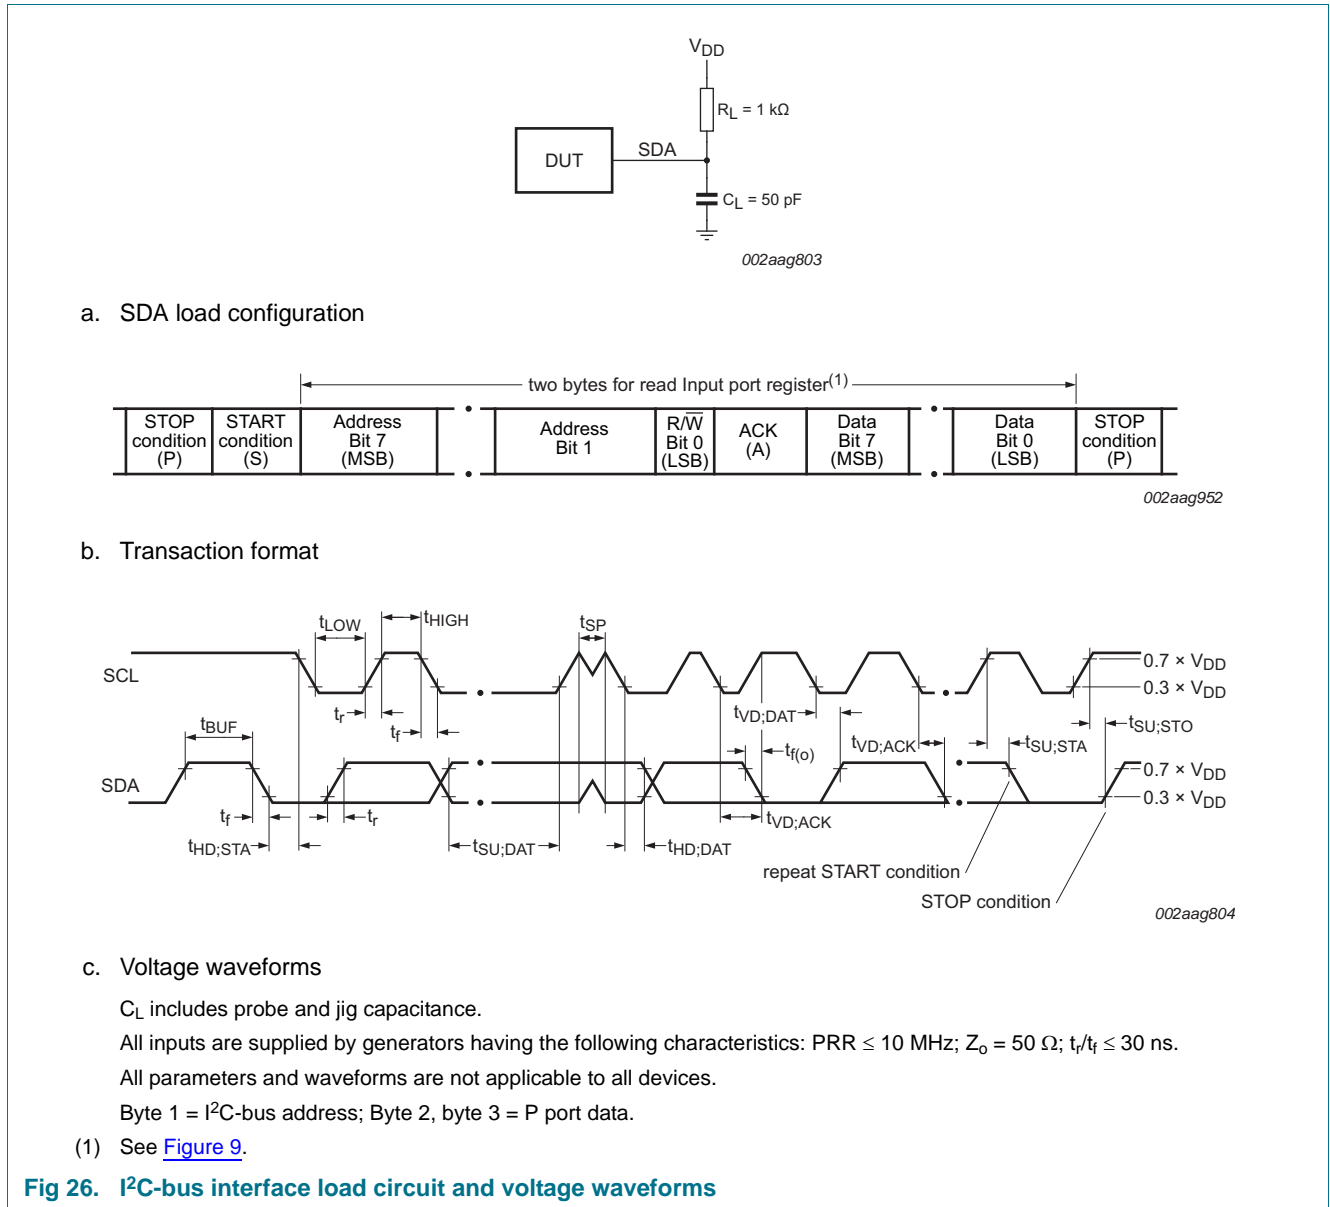 VDD
RL = 1 kΩ
DUT
SDA
CL = 50 pF
002aag803
a. SDA load configuration
two bytes for read Input port register(1)
STOP condition (P)
START condition (S)
Address Bit 7 (MSB)
Address Bit 1
R/W̅ Bit 0 (LSB)
ACK (A)
Data Bit 7 (MSB)
Data Bit 0 (LSB)
STOP condition (P)
002aag952
b. Transaction format
tLOW
tHIGH
tSP
SCL
0.7 × VDD
0.3 × VDD
tr
tf
tBUF
tVD;DAT
tf(o)
tVD;ACK
tSU;STA
tSU;STO
SDA
0.7 × VDD
0.3 × VDD
tf
tr
tHD;STA
tSU;DAT
tHD;DAT
tVD;ACK
repeat START condition
STOP condition
002aag804
c. Voltage waveforms
CL includes probe and jig capacitance.
All inputs are supplied by generators having the following characteristics: PRR ≤ 10 MHz; Zo = 50 Ω; tr/tf ≤ 30 ns.
All parameters and waveforms are not applicable to all devices.
Byte 1 = I²C-bus address; Byte 2, byte 3 = P port data.
(1) See Figure 9.
Fig 26. I²C-bus interface load circuit and voltage waveforms